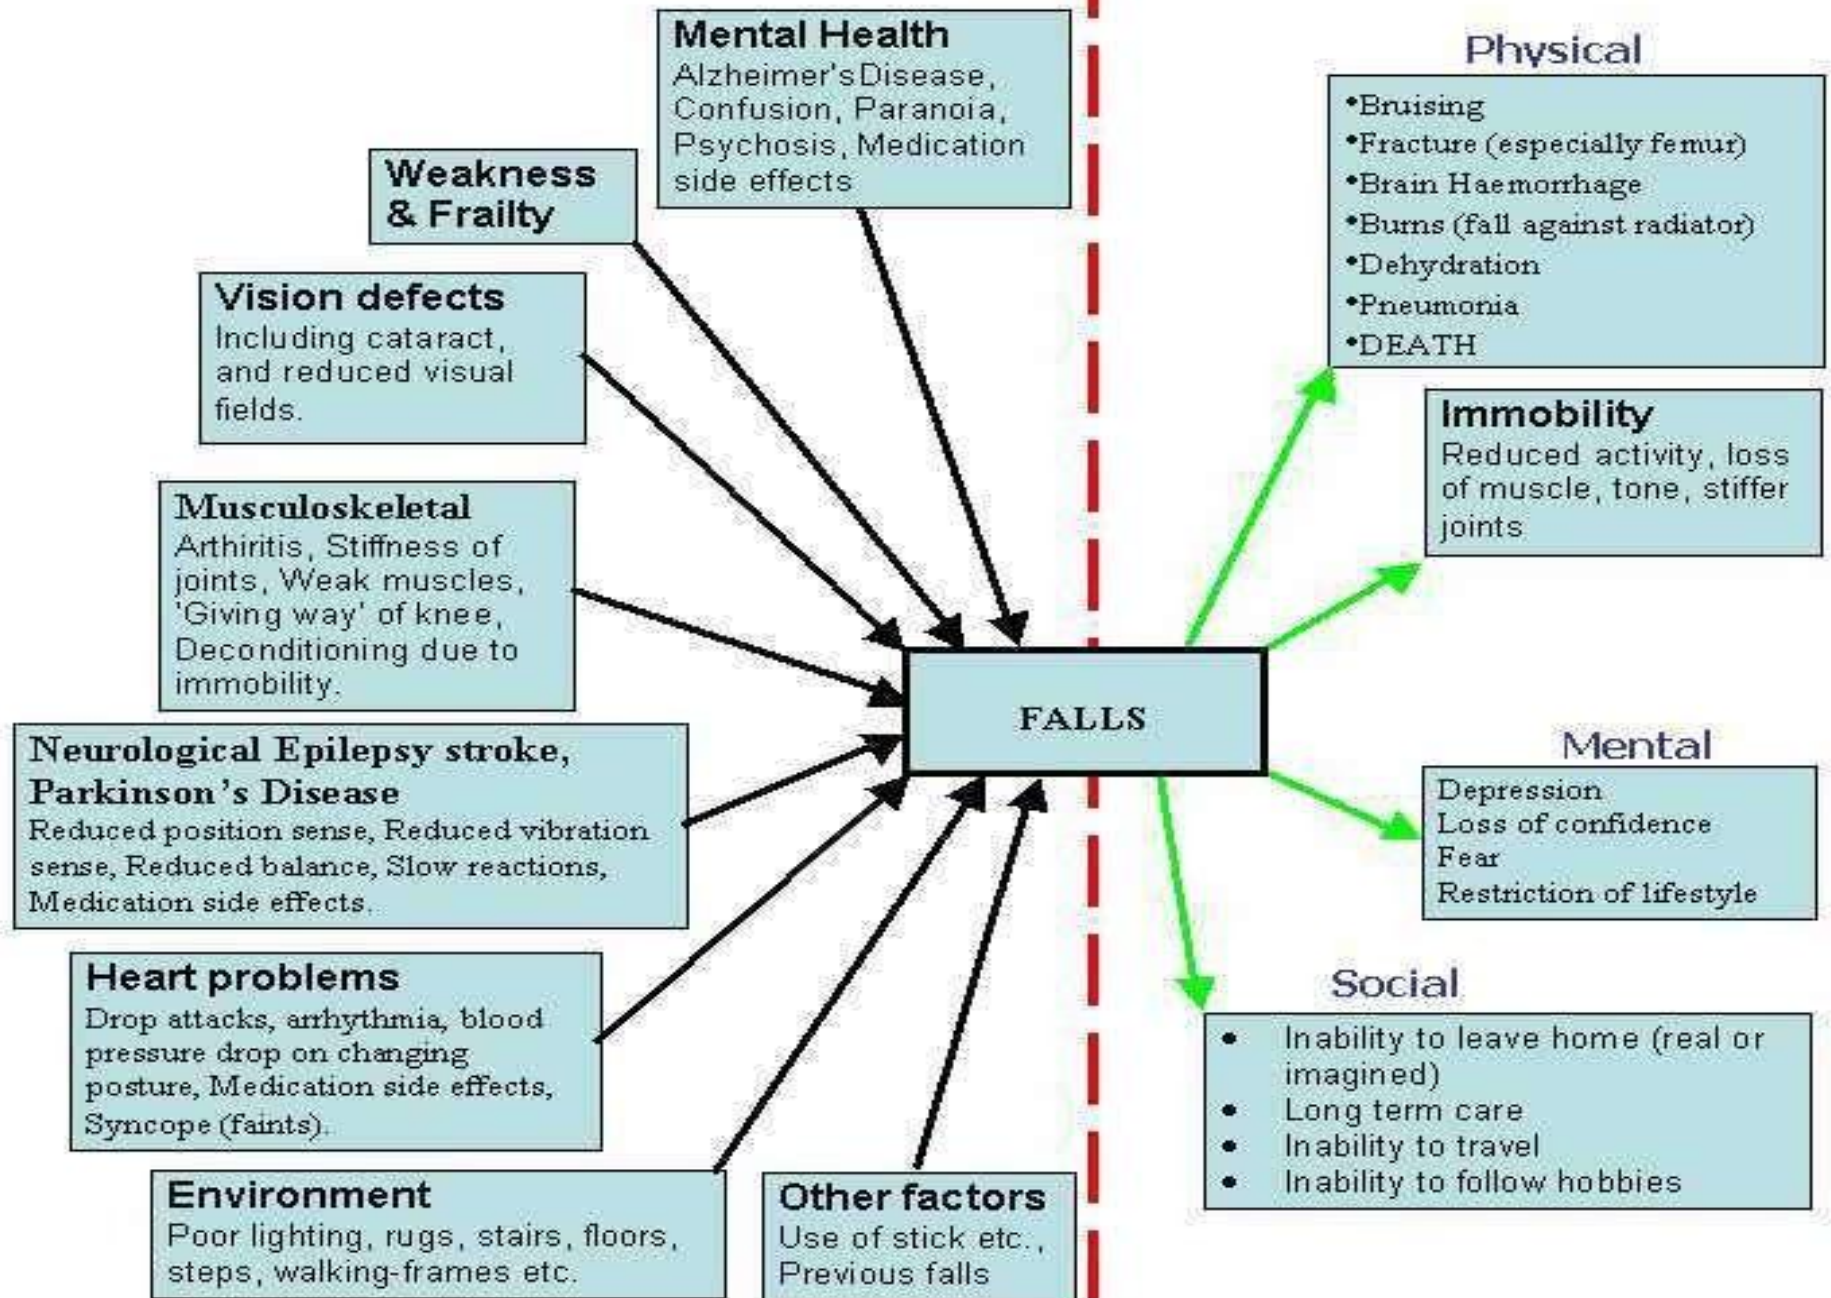 Mental Health
Alzheimer'sDisease,
Confusion, Paranoia,
Psychosis, Medication
side effects
Weakness
& Frailty
Vision defects
Including cataract,
and reduced visual
fields.
Musculoskeletal
Arthiritis, Stiffness of
joints, Weak muscles,
'Giving way' of knee,
Deconditioning due to
immobility.
Neurological Epilepsy stroke,
Parkinson's Disease
Reduced position sense, Reduced vibration
sense, Reduced balance, Slow reactions,
Medication side effects.
Heart problems
Drop attacks, arrhythmia, blood
pressure drop on changing
posture, Medication side effects,
Syncope (faints).
Environment
Poor lighting, rugs, stairs, floors,
steps, walking-frames etc.
Other factors
Use of stick etc.,
Previous falls
FALLS
Physical
•Bruising
•Fracture (especially femur)
•Brain Haemorrhage
•Burns (fall against radiator)
•Dehydration
•Pneumonia
•DEATH
Immobility
Reduced activity, loss
of muscle, tone, stiffer
joints
Mental
Depression
Loss of confidence
Fear
Restriction of lifestyle
Social
• Inability to leave home (real or
imagined)
• Long term care
• Inability to travel
• Inability to follow hobbies